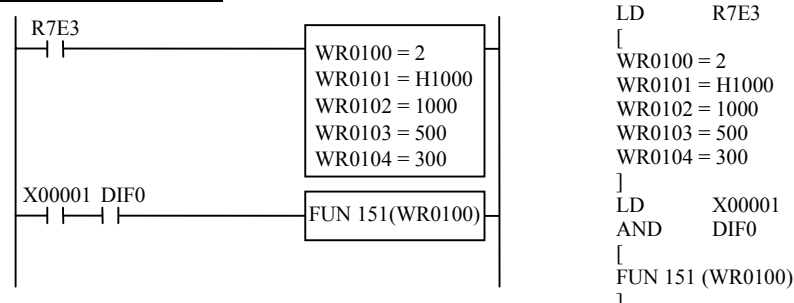 R7E3
WR0100 = 2
WR0101 = H1000
WR0102 = 1000
WR0103 = 500
WR0104 = 300
X00001 DIF0
FUN 151(WR0100)
LD R7E3
[
WR0100 = 2
WR0101 = H1000
WR0102 = 1000
WR0103 = 500
WR0104 = 300
]
LD X00001
AND DIF0
[
FUN 151 (WR0100)
]